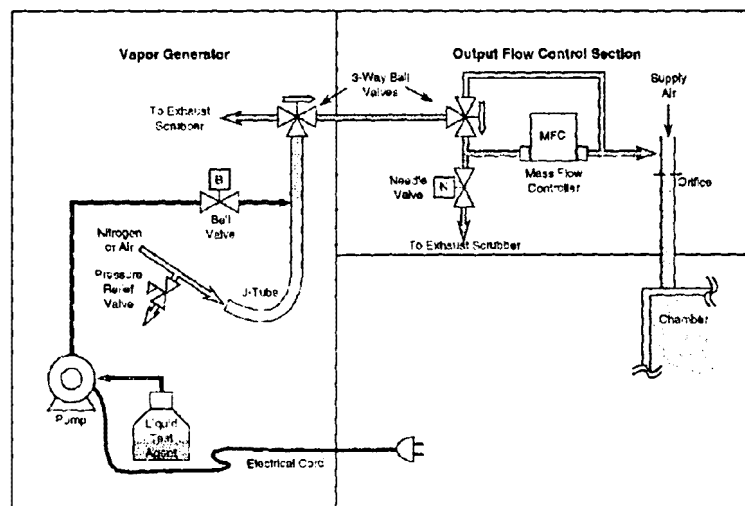 Vapor Generator
Output Flow Control Section
3-Way Ball
Valves
Supply
Air
To Exhaust
Scrubber
MFC
Mass Flow
Controller
B
Ball
Valve
Needle
Valve
N
Orifice
To Exhaust Scrubber
Nitrogen
or Air
Pressure
Relief
Valve
J-Tube
Chamber
Pump
Liquid
Test
Agent
Electrical Cord